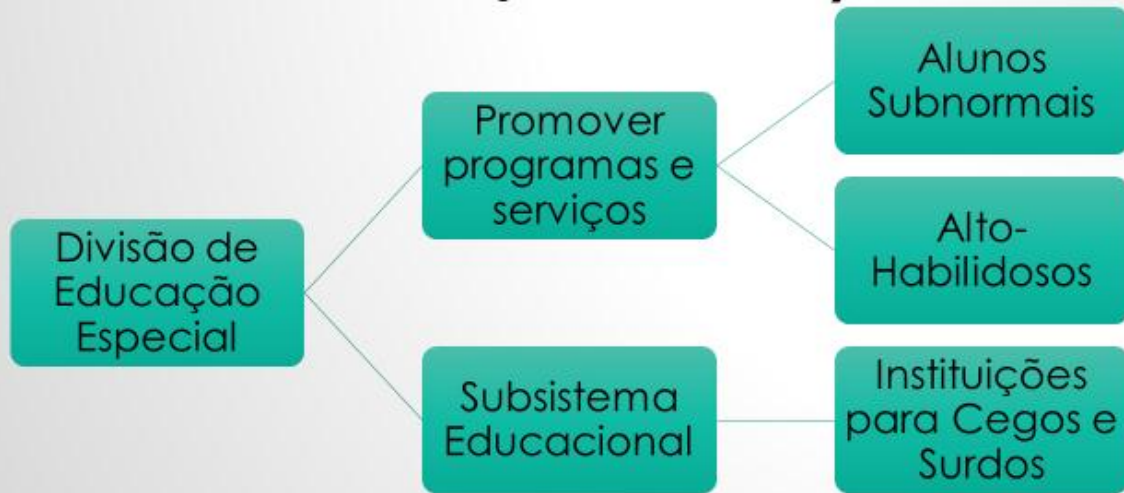 Divisão de
Educação
Especial
Promover
programas e
serviços
Subsistema
Educacional
Alunos
Subnormais
Alto-
Habilidosos
Instituições
para Cegos e
Surdos